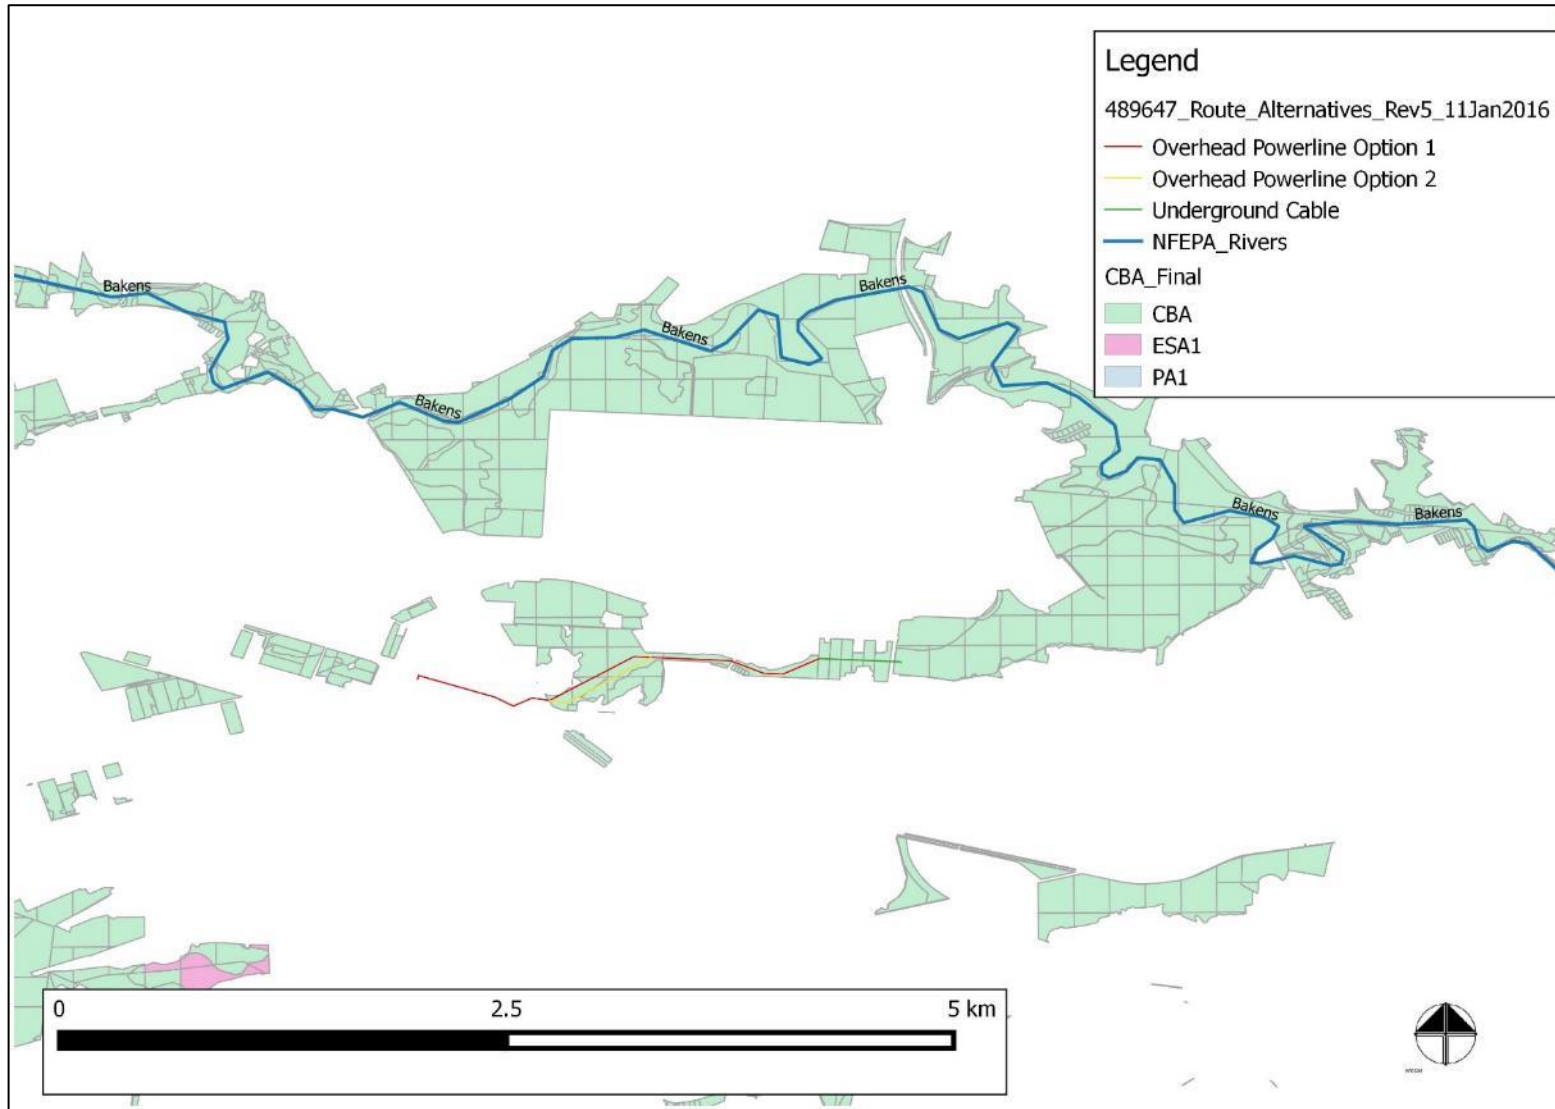 Legend
489647_Route_Alternatives_Rev5_11Jan2016
Overhead Powerline Option 1
Overhead Powerline Option 2
Underground Cable
NFEPA_Rivers
CBA_Final
CBA
ESA1
PA1
Bakens
Bakens
Bakens
Bakens
Bakens
Bakens
0 2.5 5 km